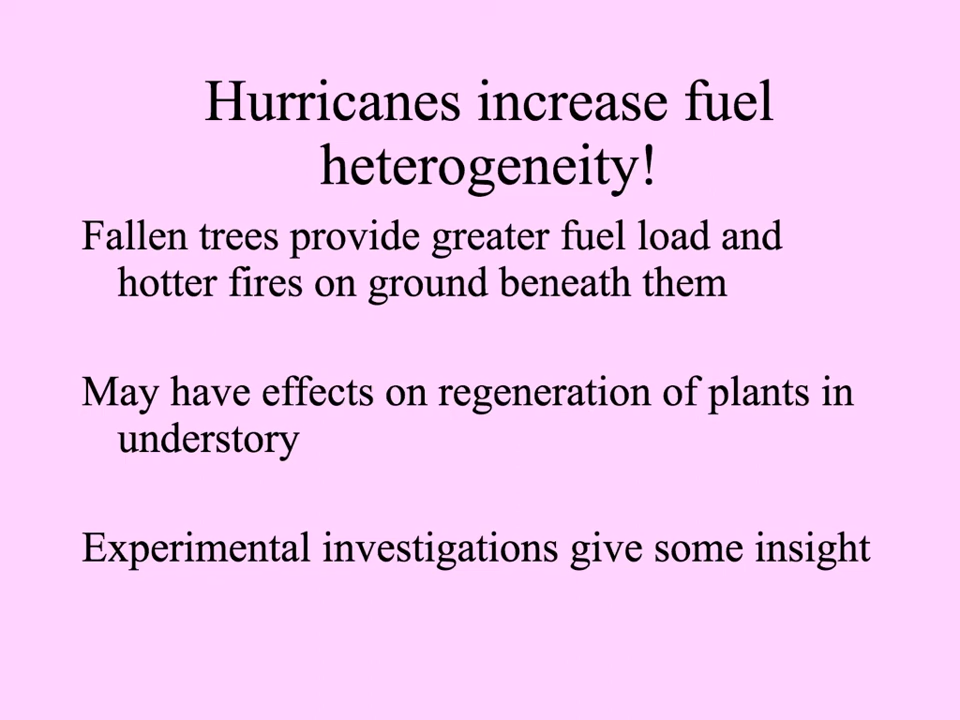 Hurricanes increase fuel
heterogeneity!
Fallen trees provide greater fuel load and
hotter fires on ground beneath them
May have effects on regeneration of plants in
understory
Experimental investigations give some insight